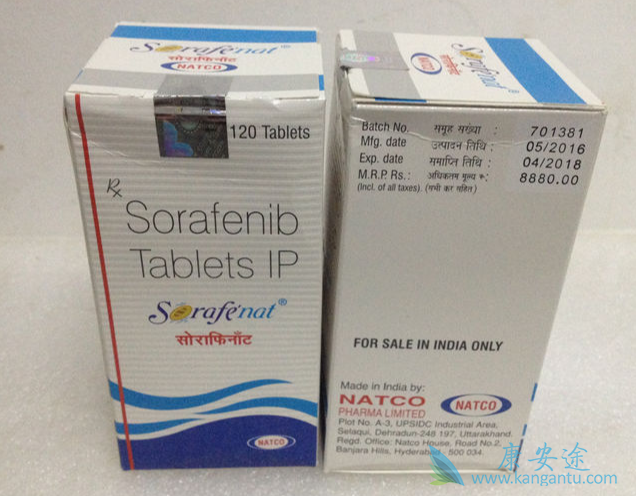 Sorafenat®
NATCO
सोराफिनॉट
120 Tablets
Rx
Sorafenib
Tablets IP
Sorafenat®
सोराफिनॉट
NATCO
Sorafenat
NATCO
सोराफिनॉट
Batch No. समूह संख्या : 701381
Mfg. date उत्पादन तिथि : 05/2016
Exp. date समाप्ति तिथि : 04/2018
M.R.P. Rs.: अधिकतम मूल्य रु: 8880.00
(Incl. of all taxes). (सभी कर सहित)
FOR SALE IN INDIA ONLY
Made in India by:
NATCO
PHARMA LIMITED
NATCO
Plot No. A-3, UPSIDC Industrial Area,
Selaqui, Dehradun-248 197, Uttarakhand.
Regd. Office: Natco House, Road No.2,
Banjara Hills, Hyderabad - 500 034.
康安途
www.kangantu.com